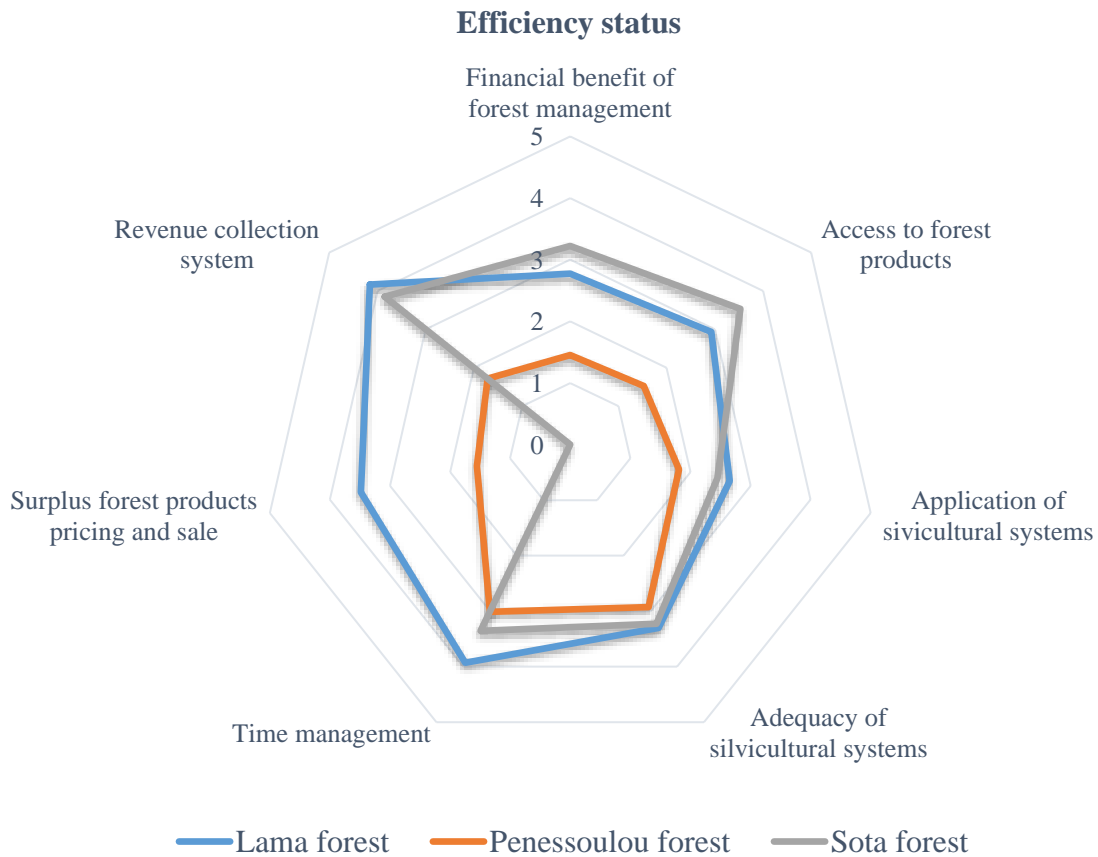 Efficiency status
Financial benefit of
forest management
5
4
3
2
1
0
Access to forest
products
Application of
sivicultural systems
Adequacy of
silvicultural systems
Time management
Surplus forest products
pricing and sale
Revenue collection
system
Lama forest
Penessoulou forest
Sota forest